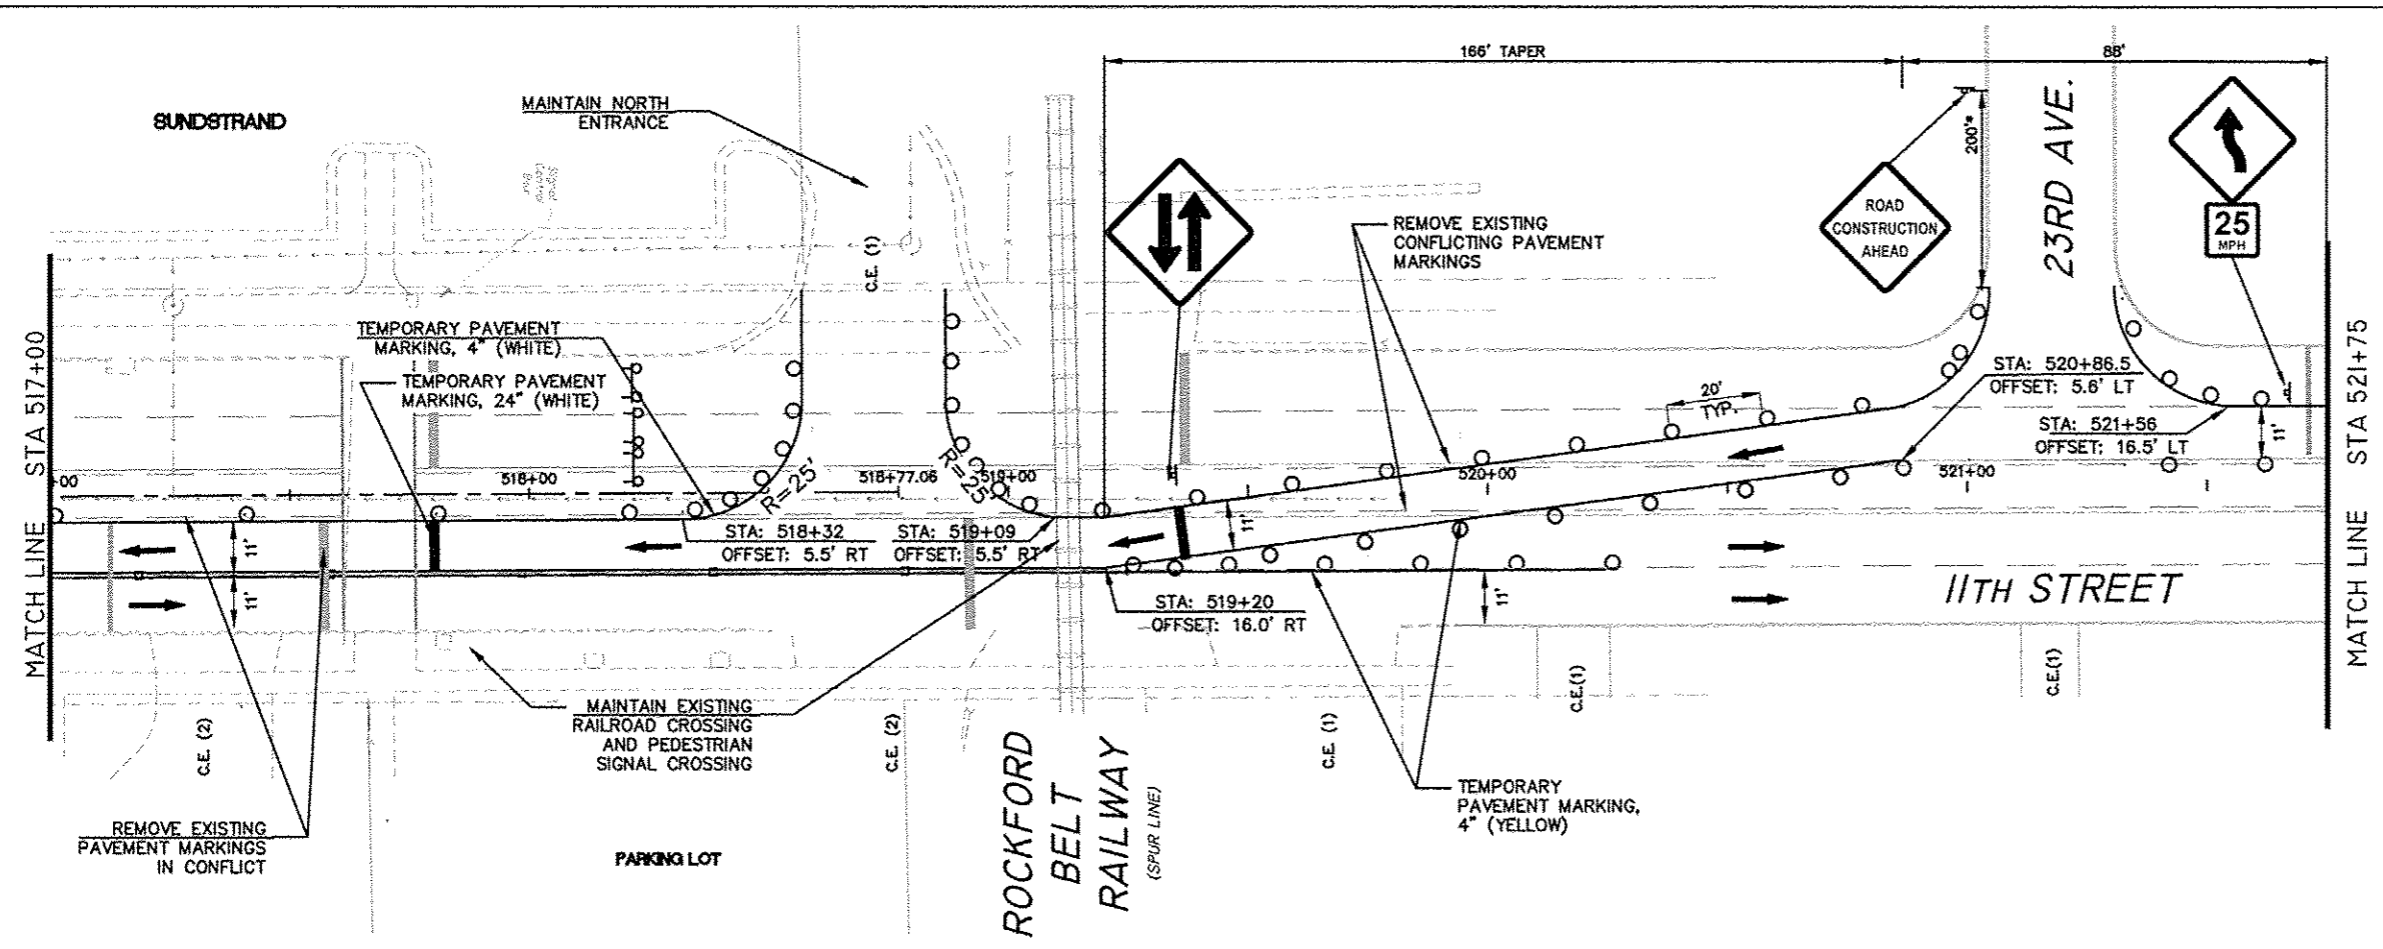 166' TAPER
88'
SUNDSTRAND
MAINTAIN NORTH
ENTRANCE
23RD AVE.
200'*
ROAD
CONSTRUCTION
AHEAD
25
MPH
REMOVE EXISTING
CONFLICTING PAVEMENT
MARKINGS
C.E. (1)
TEMPORARY PAVEMENT
MARKING, 4" (WHITE)
TEMPORARY PAVEMENT
MARKING, 24" (WHITE)
20'
TYP.
STA: 520+86.5
OFFSET: 5.6' LT
STA: 521+56
OFFSET: 16.5' LT
11'
MATCH LINE STA 517+00
MATCH LINE STA 521+75
+00
518+00
518+77.06
519+00
520+00
521+00
R=25'
R=25'
STA: 518+32
OFFSET: 5.5' RT
STA: 519+09
OFFSET: 5.5' RT
11'
11'
11'
11'
STA: 519+20
OFFSET: 16.0' RT
11TH STREET
MAINTAIN EXISTING
RAILROAD CROSSING
AND PEDESTRIAN
SIGNAL CROSSING
C.E. (2)
C.E. (2)
C.E. (1)
C.E.(1)
C.E.(1)
ROCKFORD
BELT
RAILWAY
(SPUR LINE)
TEMPORARY
PAVEMENT MARKING,
4" (YELLOW)
REMOVE EXISTING
PAVEMENT MARKINGS
IN CONFLICT
PARKING LOT